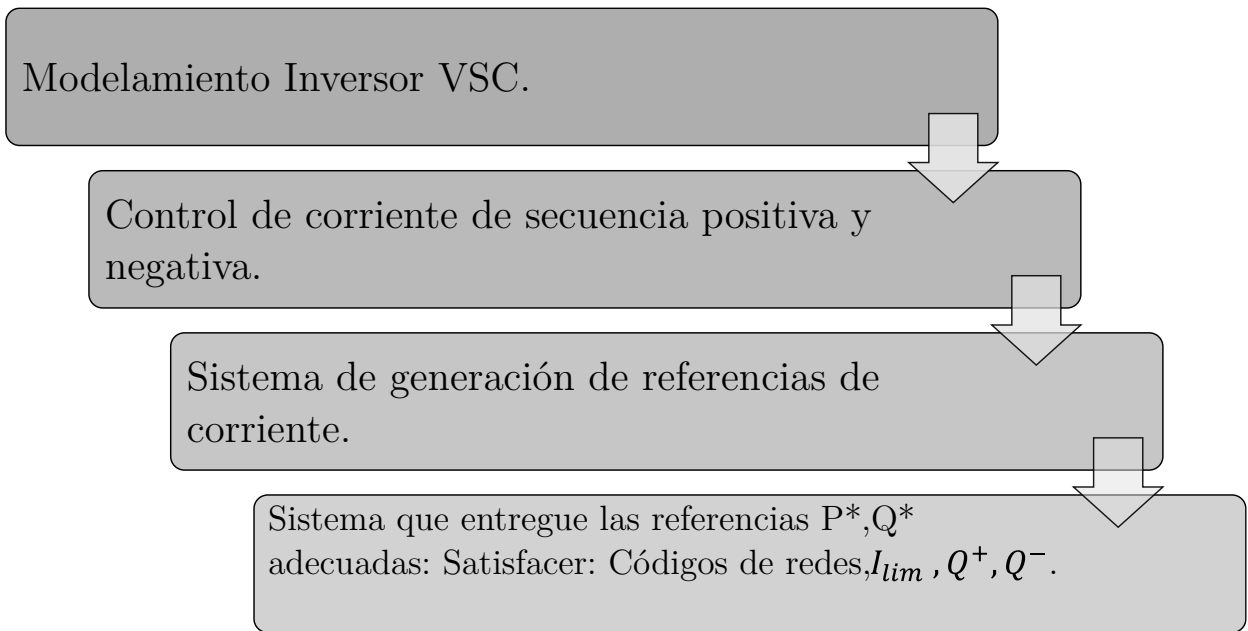 Modelamiento Inversor VSC.
Control de corriente de secuencia positiva y
negativa.
Sistema de generación de referencias de
corriente.
Sistema que entregue las referencias P*,Q*
adecuadas: Satisfacer: Códigos de redes,I_lim , Q⁺, Q⁻.